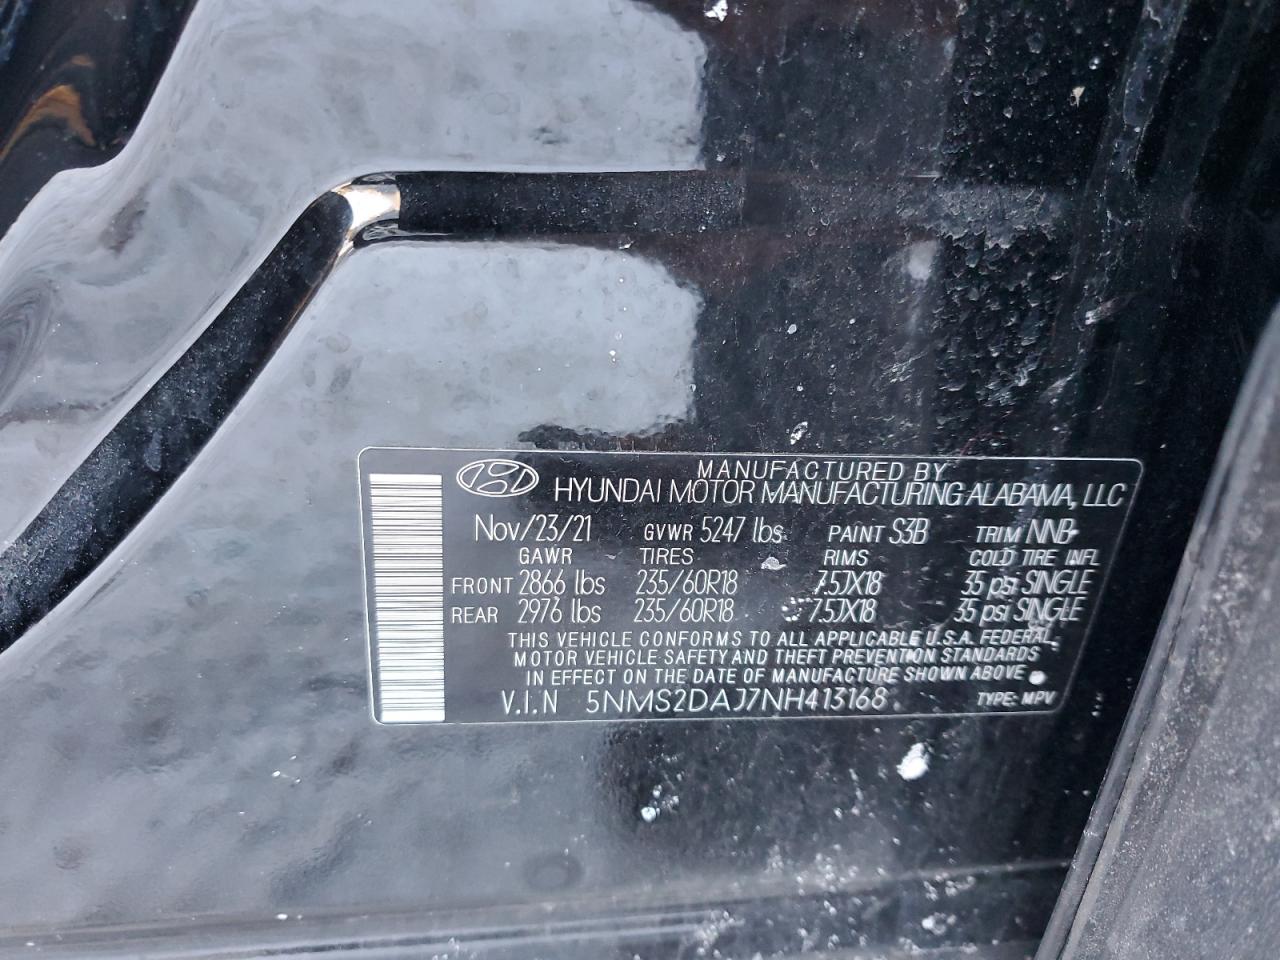 MANUFACTURED BY
HYUNDAI MOTOR MANUFACTURING ALABAMA, LLC
Nov/23/21 GVWR 5247 lbs PAINT S3B TRIM NNB
GAWR TIRES RIMS COLD TIRE INFL
FRONT 2866 lbs 235/60R18 7.5JX18 35 psi SINGLE
REAR 2976 lbs 235/60R18 7.5JX18 35 psi SINGLE
THIS VEHICLE CONFORMS TO ALL APPLICABLE U.S.A. FEDERAL
MOTOR VEHICLE SAFETY AND THEFT PREVENTION STANDARDS
IN EFFECT ON THE DATE OF MANUFACTURE SHOWN ABOVE
V.I.N 5NMS2DAJ7NH413168 TYPE: MPV